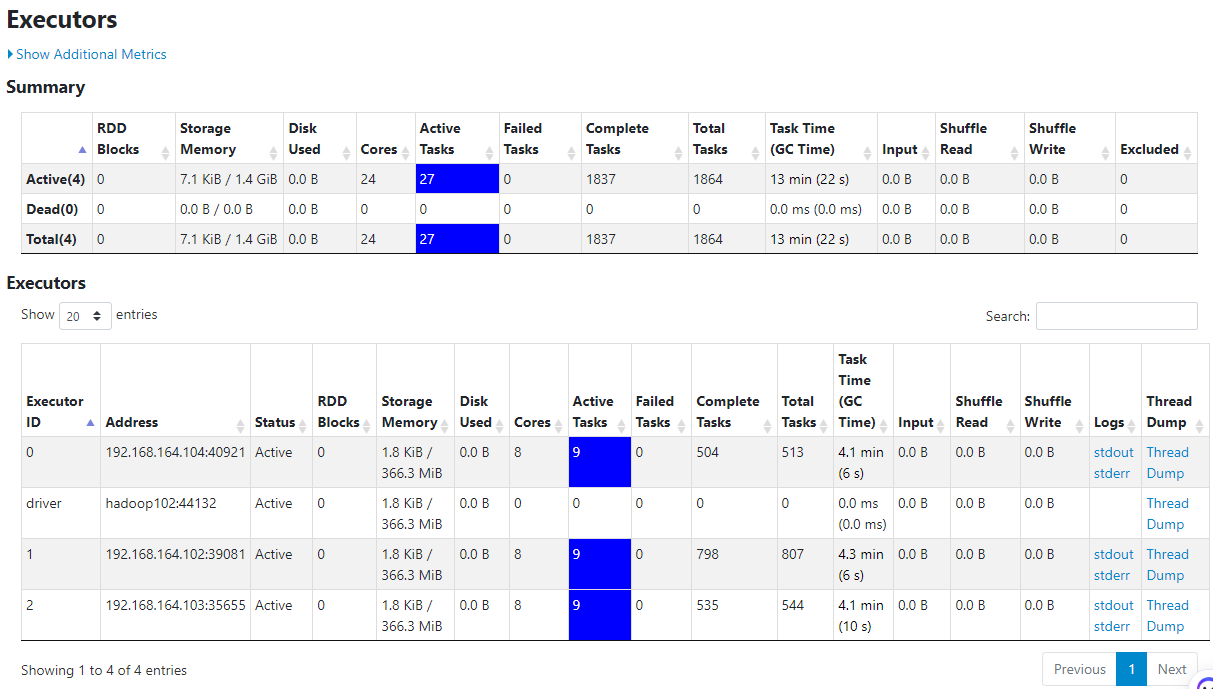 Executors
Show Additional Metrics
Summary
RDD Blocks Storage Memory Disk Used Cores Active Tasks Failed Tasks Complete Tasks Total Tasks Task Time (GC Time) Input Shuffle Read Shuffle Write Excluded
Active(4) 0 7.1 KiB / 1.4 GiB 0.0 B 24 27 0 1837 1864 13 min (22 s) 0.0 B 0.0 B 0.0 B 0
Dead(0) 0 0.0 B / 0.0 B 0.0 B 0 0 0 0 0 0.0 ms (0.0 ms) 0.0 B 0.0 B 0.0 B 0
Total(4) 0 7.1 KiB / 1.4 GiB 0.0 B 24 27 0 1837 1864 13 min (22 s) 0.0 B 0.0 B 0.0 B 0
Executors
Show 20 entries Search:
Executor ID Address Status RDD Blocks Storage Memory Disk Used Cores Active Tasks Failed Tasks Complete Tasks Total Tasks Task Time (GC Time) Input Shuffle Read Shuffle Write Logs Thread Dump
0 192.168.164.104:40921 Active 0 1.8 KiB / 366.3 MiB 0.0 B 8 9 0 504 513 4.1 min (6 s) 0.0 B 0.0 B 0.0 B stdout stderr Thread Dump
driver hadoop102:44132 Active 0 1.8 KiB / 366.3 MiB 0.0 B 0 0 0 0 0 0.0 ms (0.0 ms) 0.0 B 0.0 B 0.0 B Thread Dump
1 192.168.164.102:39081 Active 0 1.8 KiB / 366.3 MiB 0.0 B 8 9 0 798 807 4.3 min (6 s) 0.0 B 0.0 B 0.0 B stdout stderr Thread Dump
2 192.168.164.103:35655 Active 0 1.8 KiB / 366.3 MiB 0.0 B 8 9 0 535 544 4.1 min (10 s) 0.0 B 0.0 B 0.0 B stdout stderr Thread Dump
Showing 1 to 4 of 4 entries Previous 1 Next